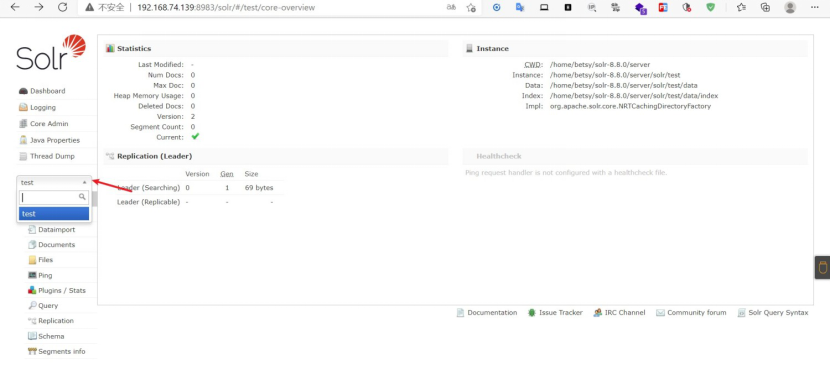 不安全 | 192.168.74.139:8983/solr/#/test/core-overview
Solr
Dashboard
Logging
Core Admin
Java Properties
Thread Dump
test
test
Dataimport
Documents
Files
Ping
Plugins / Stats
Query
Replication
Schema
Segments info
Statistics
Last Modified: -
Num Docs: 0
Max Doc: 0
Heap Memory Usage: 0
Deleted Docs: 0
Version: 2
Segment Count: 0
Current:
Instance
CWD: /home/betsy/solr-8.8.0/server
Instance: /home/betsy/solr-8.8.0/server/solr/test
Data: /home/betsy/solr-8.8.0/server/solr/test/data
Index: /home/betsy/solr-8.8.0/server/solr/test/data/index
Impl: org.apache.solr.core.NRTCachingDirectoryFactory
Replication (Leader)
Version Gen Size
Leader (Searching) 0 1 69 bytes
Leader (Replicable) - - -
Healthcheck
Ping request handler is not configured with a healthcheck file.
Documentation Issue Tracker IRC Channel Community forum Solr Query Syntax